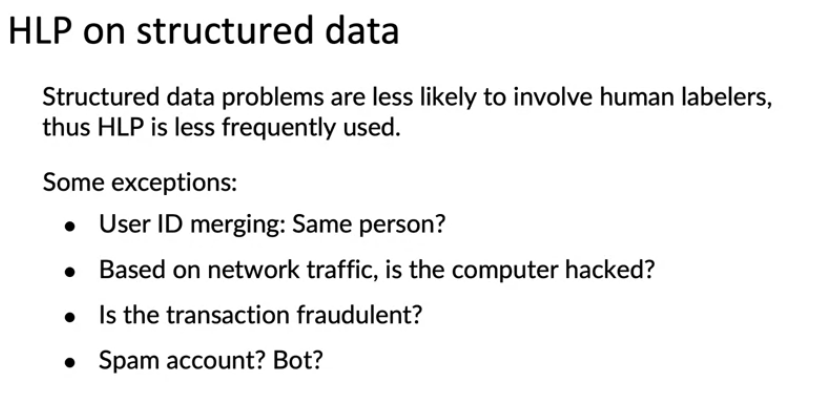 HLP on structured data
Structured data problems are less likely to involve human labelers,
thus HLP is less frequently used.
Some exceptions:
• User ID merging: Same person?
• Based on network traffic, is the computer hacked?
• Is the transaction fraudulent?
• Spam account? Bot?